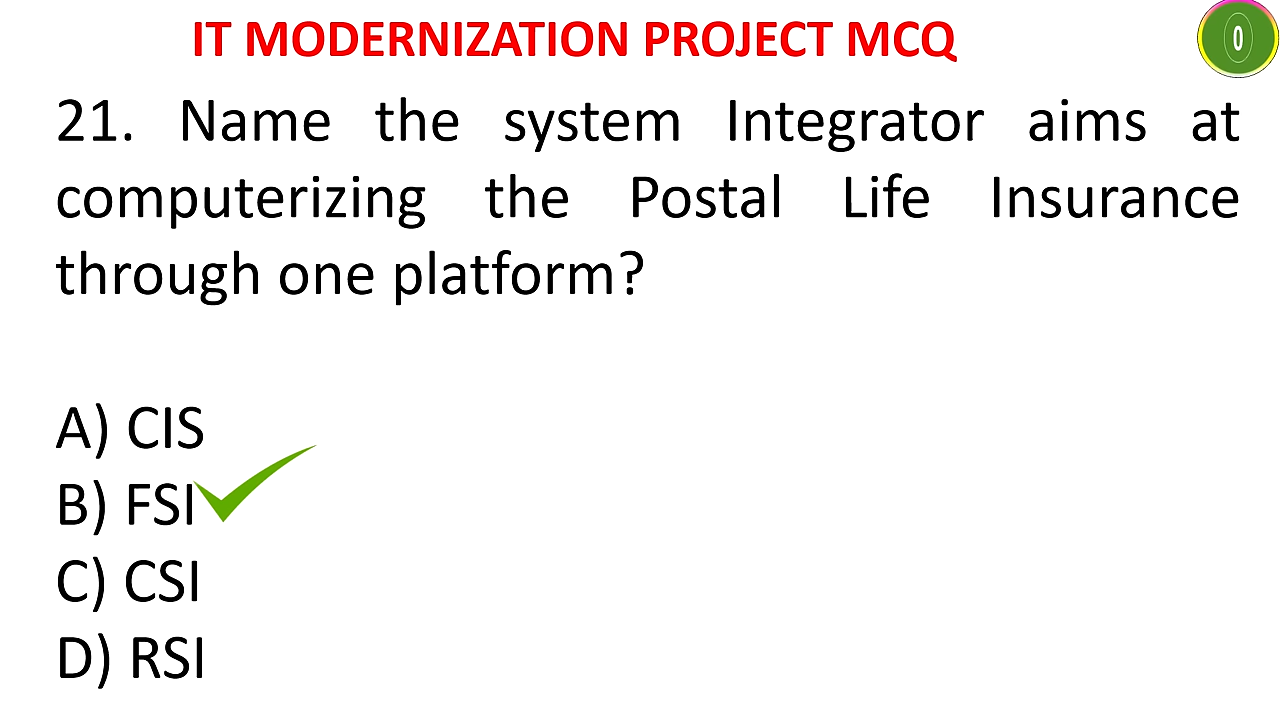 IT MODERNIZATION PROJECT MCQ
0
21. Name the system Integrator aims at
computerizing the Postal Life Insurance
through one platform?
A) CIS
B) FSI
C) CSI
D) RSI